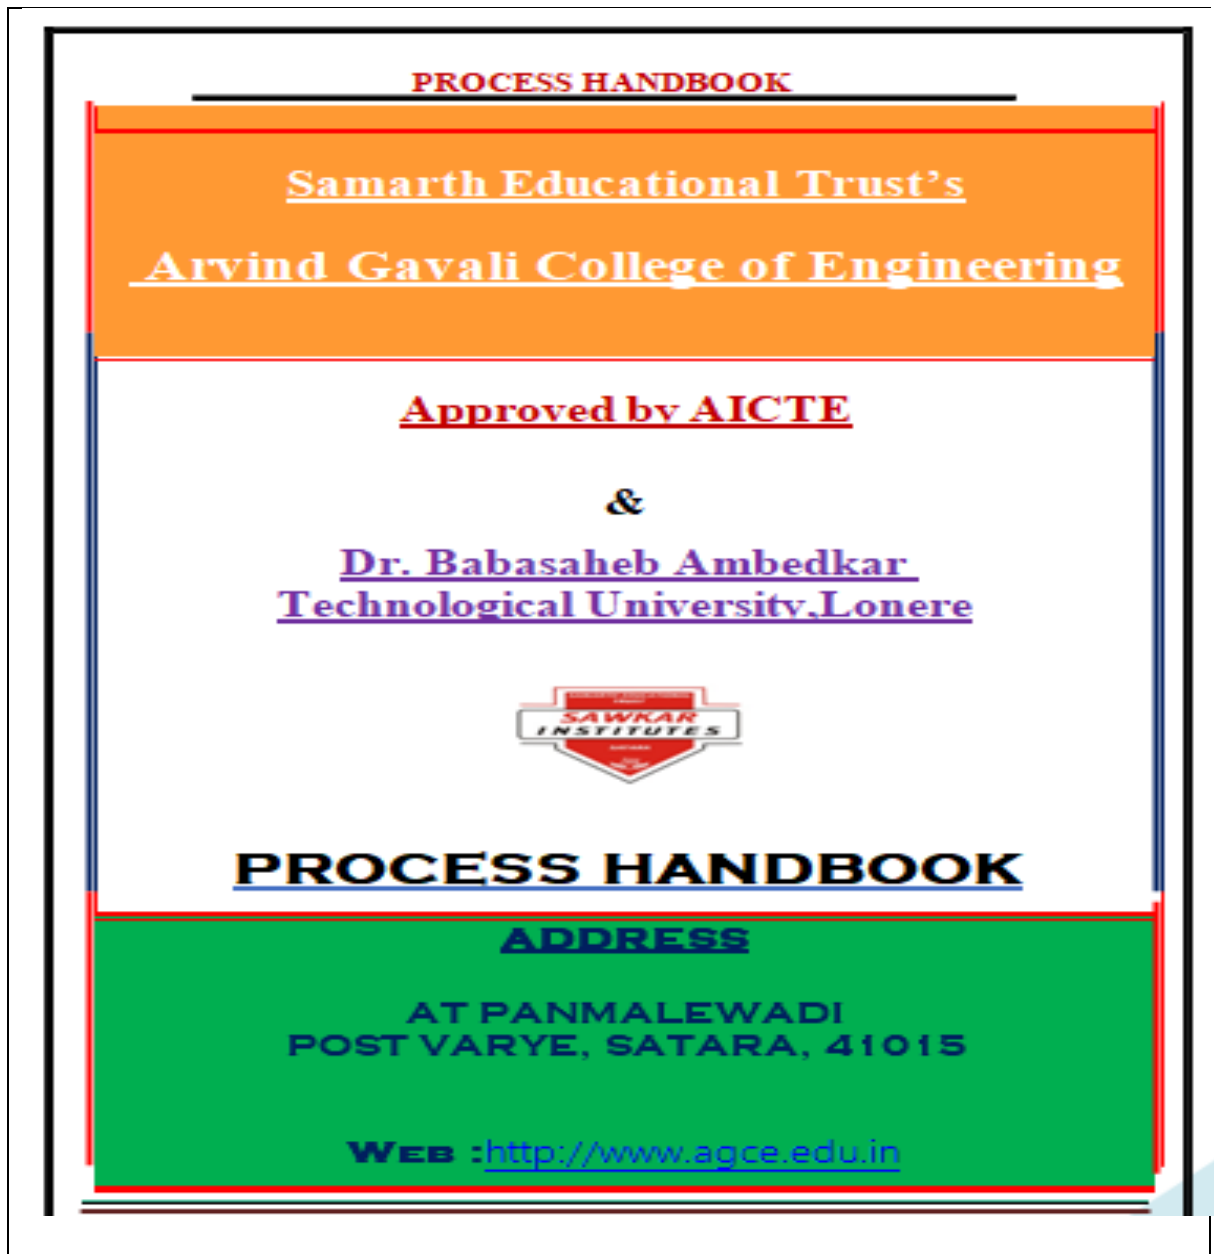 PROCESS HANDBOOK
Samarth Educational Trust’s
Arvind Gavali College of Engineering
Approved by AICTE
&
Dr. Babasaheb Ambedkar
Technological University,Lonere
SAWKAR
INSTITUTES
PROCESS HANDBOOK
ADDRESS
AT PANMALEWADI
POST VARYE, SATARA, 41015
WEB :http://www.agce.edu.in